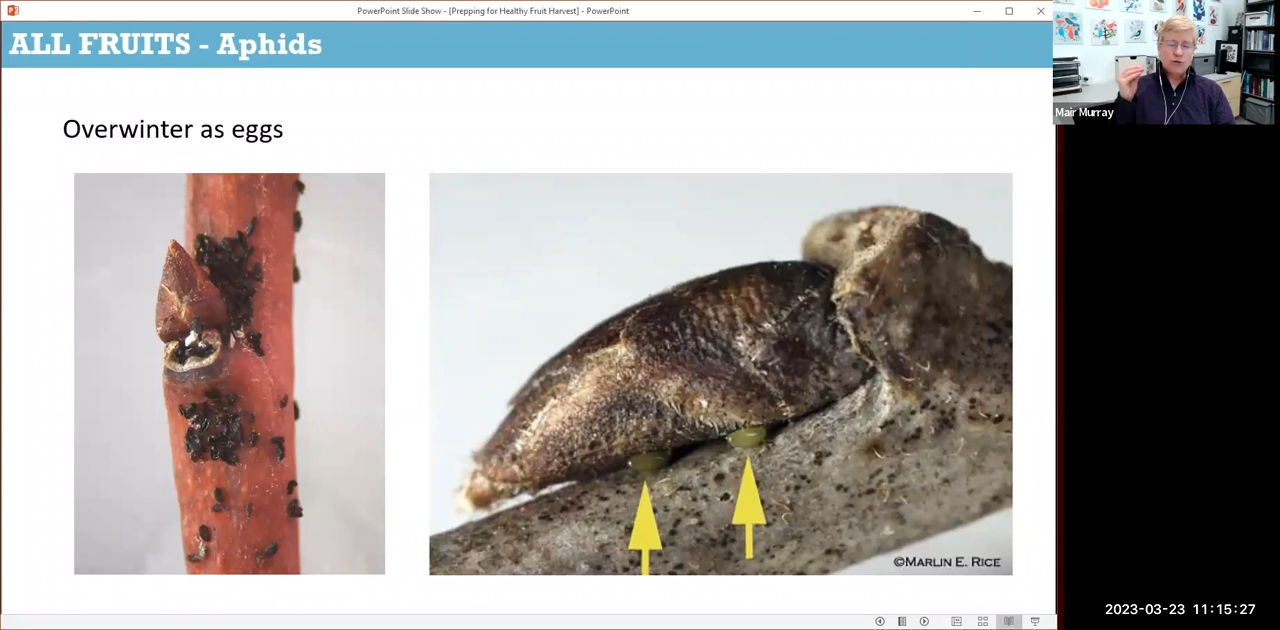 PowerPoint Slide Show - [Prepping for Healthy Fruit Harvest] - PowerPoint
ALL FRUITS - Aphids
Mair Murray
Overwinter as eggs
©MARLIN E. RICE
2023-03-23 11:15:27